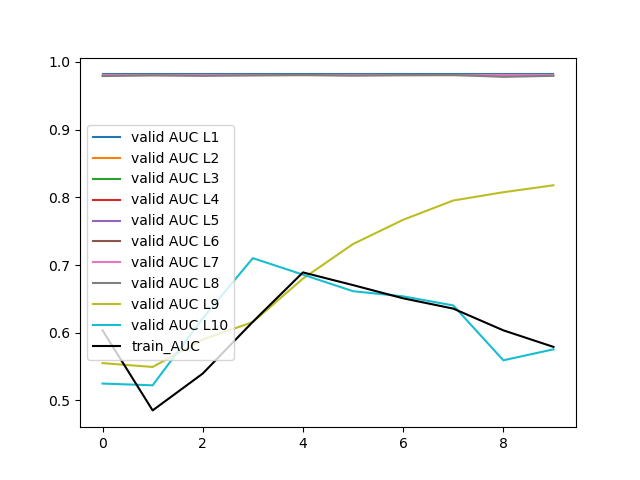 1.0
0.9
0.8
0.7
0.6
0.5
valid AUC L1
valid AUC L2
valid AUC L3
valid AUC L4
valid AUC L5
valid AUC L6
valid AUC L7
valid AUC L8
valid AUC L9
valid AUC L10
train_AUC
0 2 4 6 8